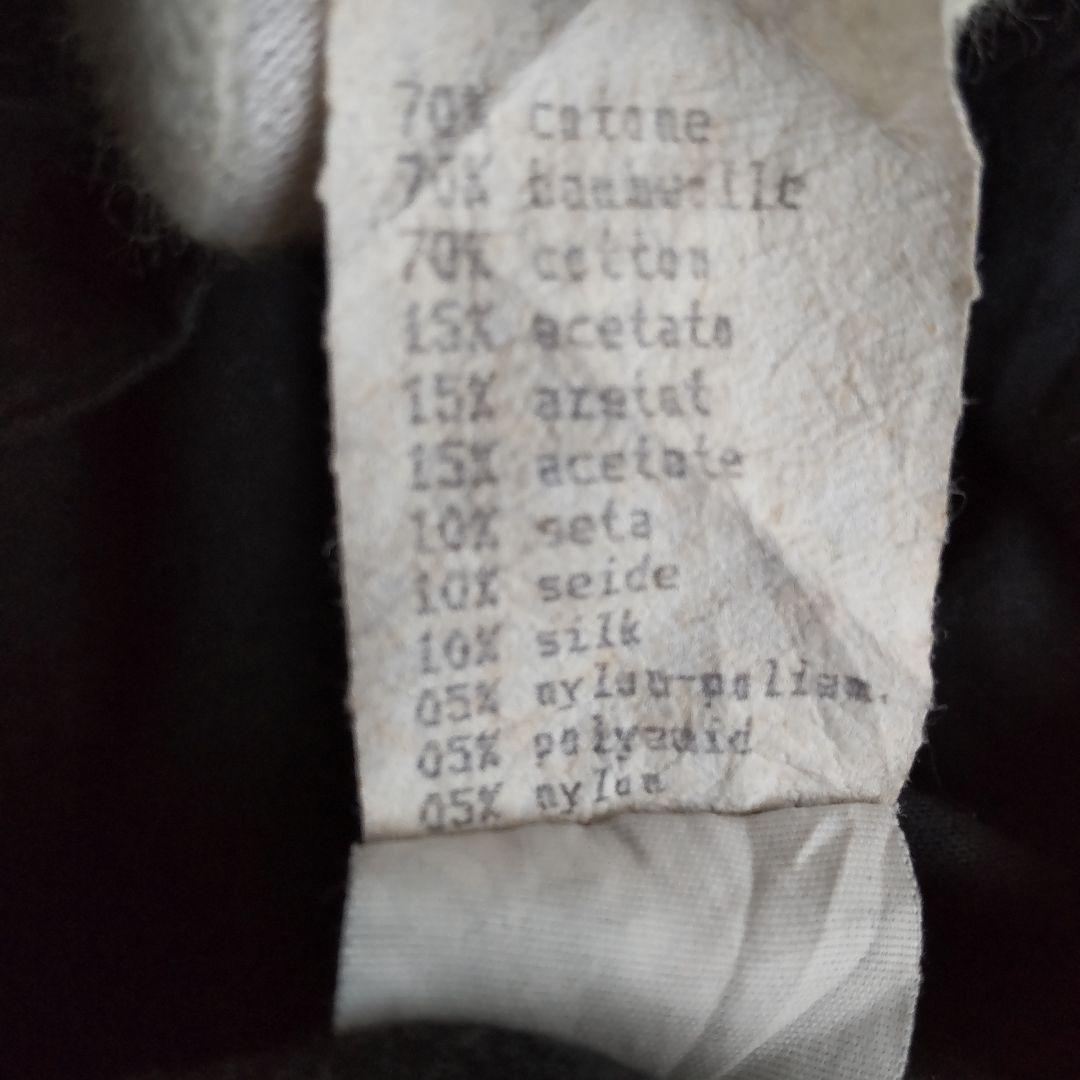 70% cotone
70% baumwolle
70% cotton
15% acetato
15% azetat
15% acetate
10% seta
10% seide
10% silk
05% nylon-poliam.
05% polyamid
05% nylon